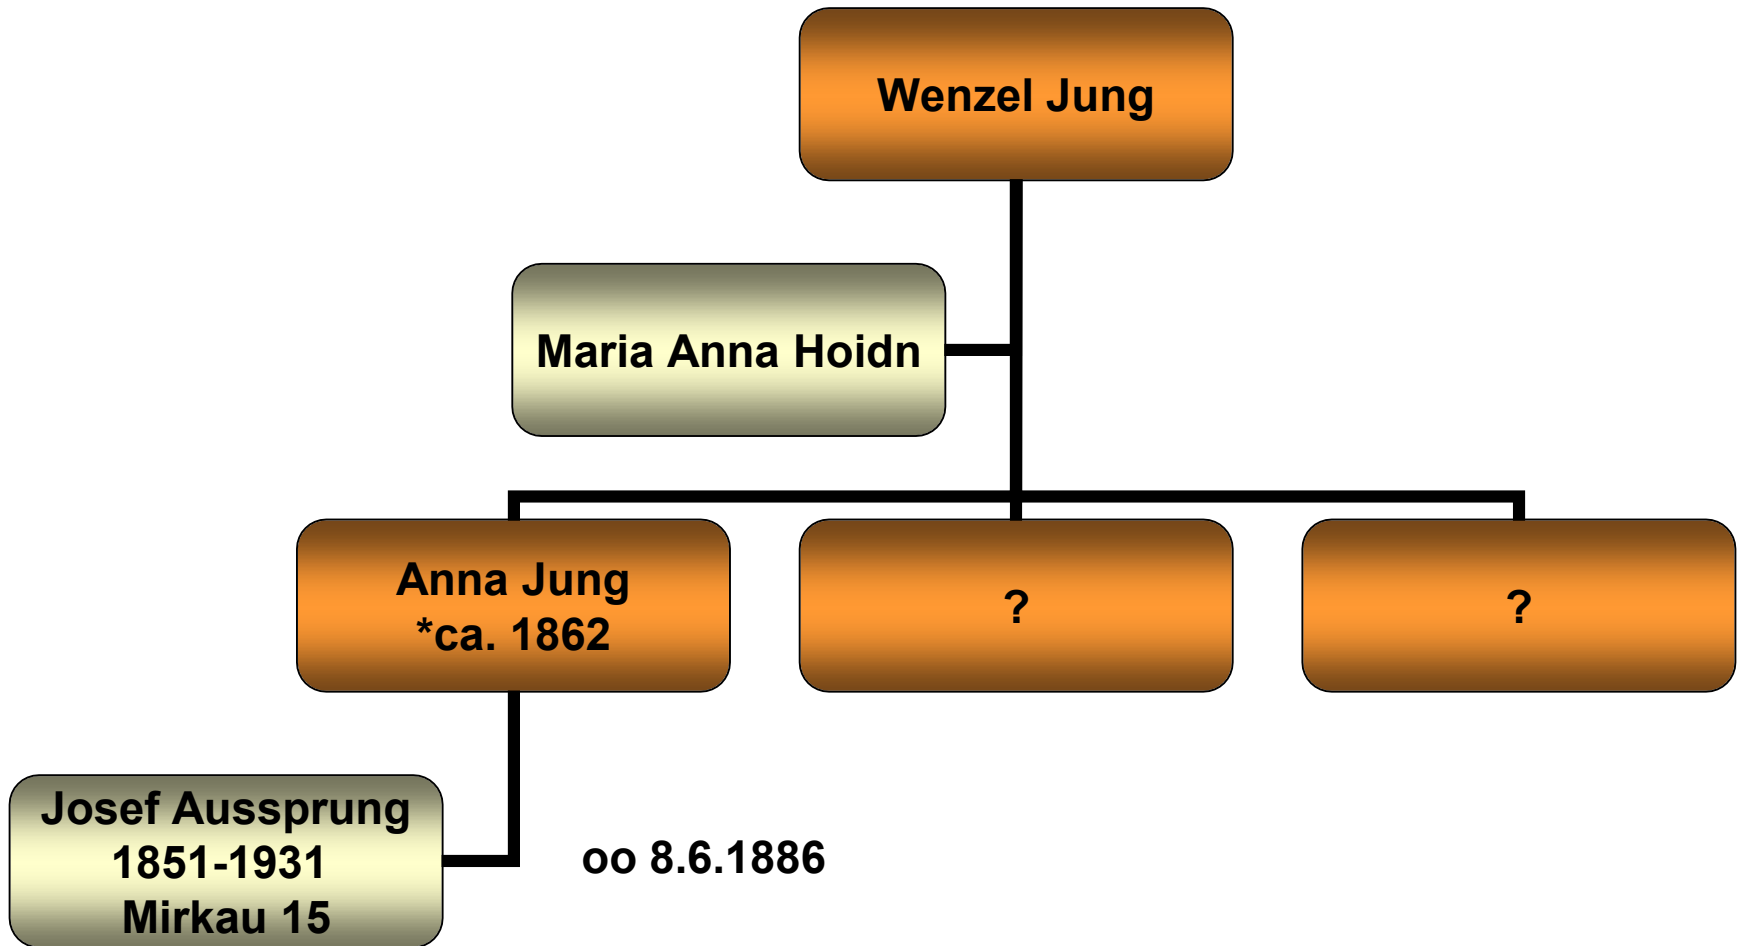 Wenzel Jung
Maria Anna Hoidn
Anna Jung
*ca. 1862
?
?
Josef Aussprung
1851-1931
Mirkau 15
oo 8.6.1886